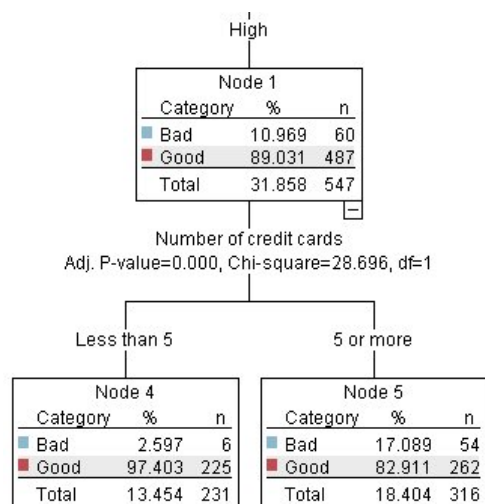 High
Node 1
Category % n
Bad 10.969 60
Good 89.031 487
Total 31.858 547
Number of credit cards
Adj. P-value=0.000, Chi-square=28.696, df=1
Less than 5
5 or more
Node 4
Category % n
Bad 2.597 6
Good 97.403 225
Total 13.454 231
Node 5
Category % n
Bad 17.089 54
Good 82.911 262
Total 18.404 316